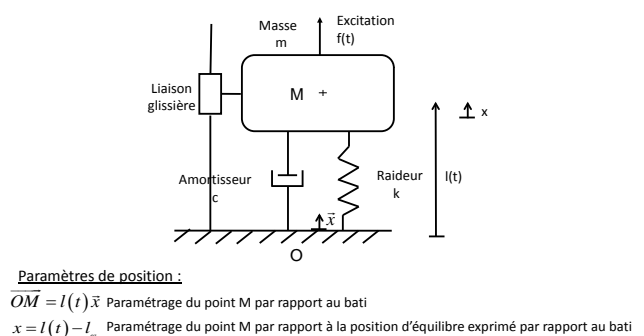 Masse
m
Excitation
f(t)
Liaison
glissière
M +
x
Amortisseur
c
Raideur
k
l(t)
x⃗
O
Paramètres de position :
OM = l(t) x⃗ Paramétrage du point M par rapport au bati
x = l(t) − l Paramétrage du point M par rapport à la position d'équilibre exprimé par rapport au bati